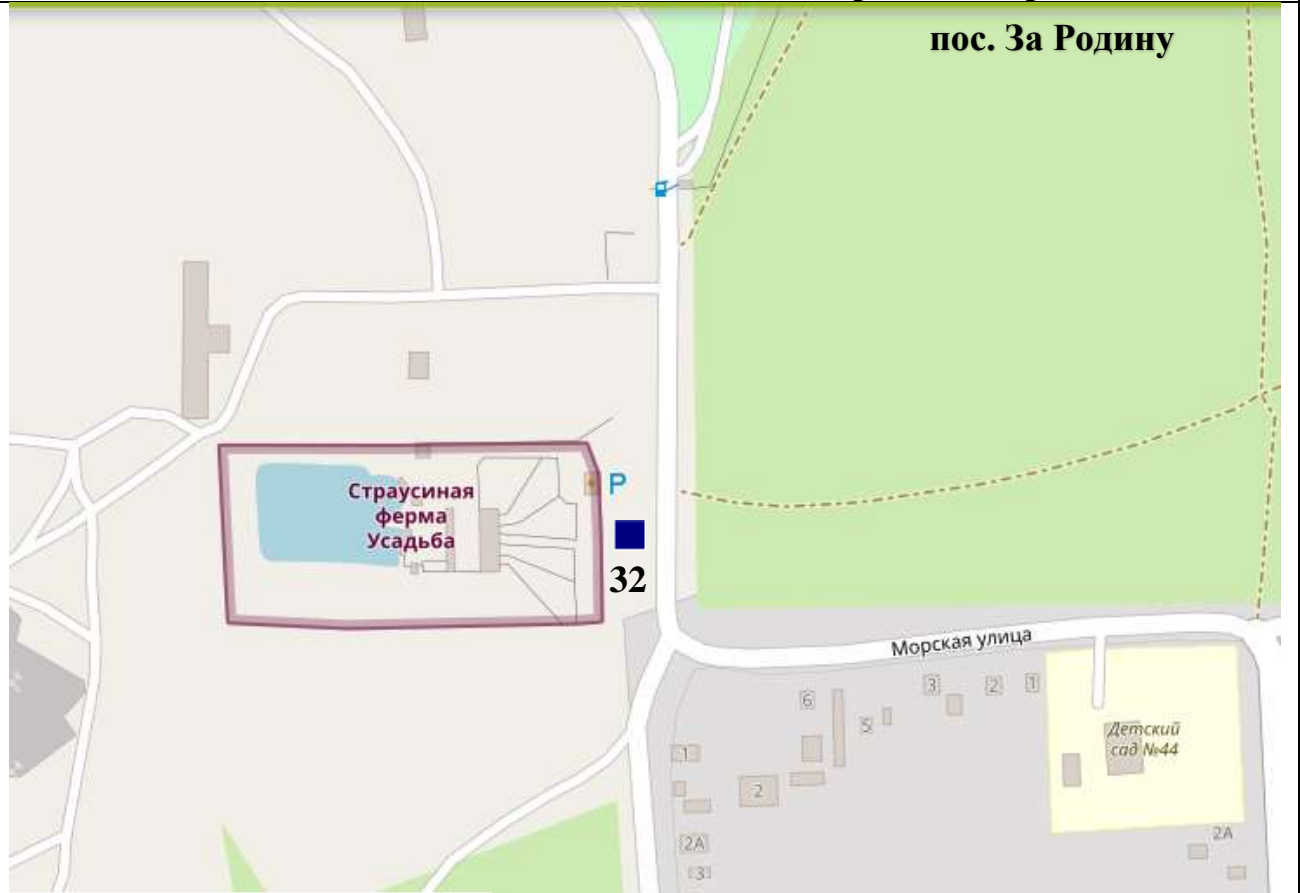 пос. За Родину
P
Страусиная
ферма
Усадьба
32
Морская улица
3
2
1
6
5
Детский
сад №44
1
2
2А
2А
3